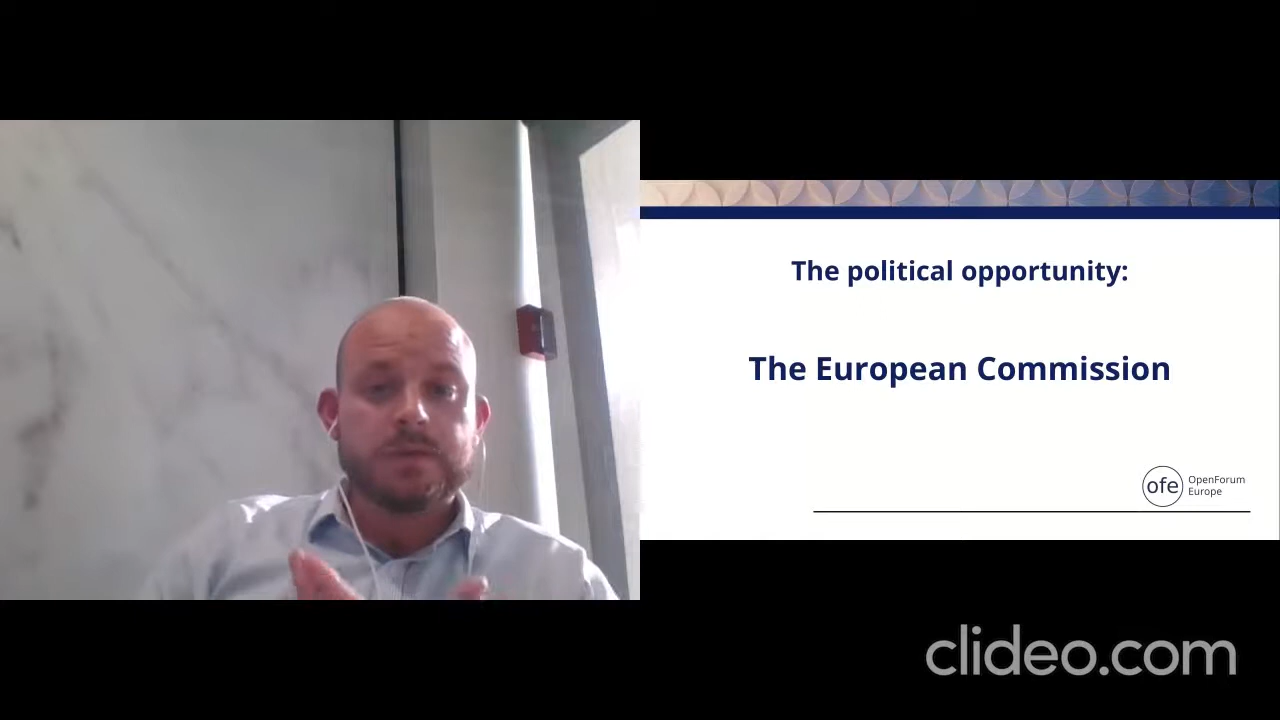 The political opportunity:
The European Commission
ofe OpenForum
Europe
clideo.com